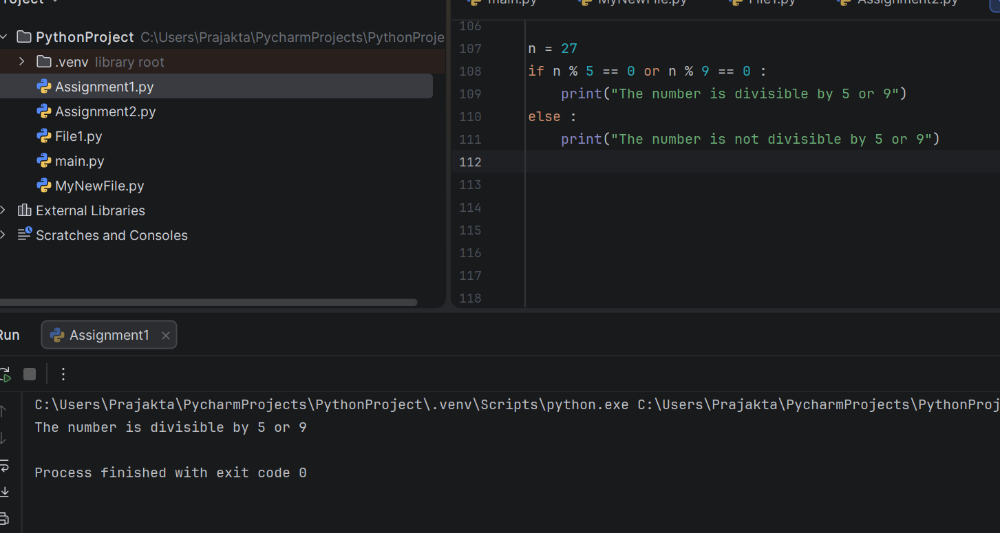 Project
PythonProject C:\Users\Prajakta\PycharmProjects\PythonProje
.venv library root
Assignment1.py
Assignment2.py
File1.py
main.py
MyNewFile.py
External Libraries
Scratches and Consoles
main.py MyNewFile.py File1.py Assignment2.py
106
107 n = 27
108 if n % 5 == 0 or n % 9 == 0 :
109 print("The number is divisible by 5 or 9")
110 else :
111 print("The number is not divisible by 5 or 9")
112
113
114
115
116
117
118
Run Assignment1
C:\Users\Prajakta\PycharmProjects\PythonProject\.venv\Scripts\python.exe C:\Users\Prajakta\PycharmProjects\PythonProj
The number is divisible by 5 or 9
Process finished with exit code 0